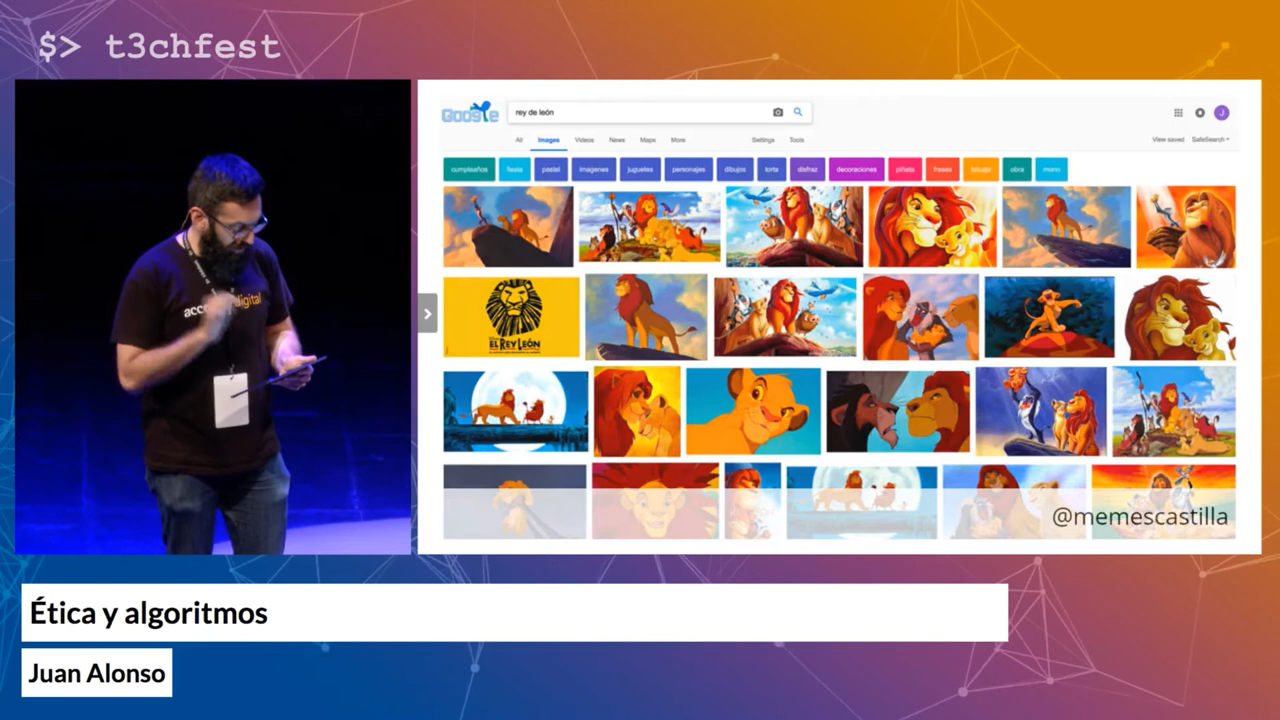 $> t3chfest
Google
rey de león
All Images Videos News Maps More Settings Tools
View saved SafeSearch
cumpleaños fiesta pastel imagenes juguetes personajes dibujos torta disfraz decoraciones piñata frases tatuaje obra mono
EL REY LEÓN
digital
J
@memescastilla
Ética y algoritmos
Juan Alonso